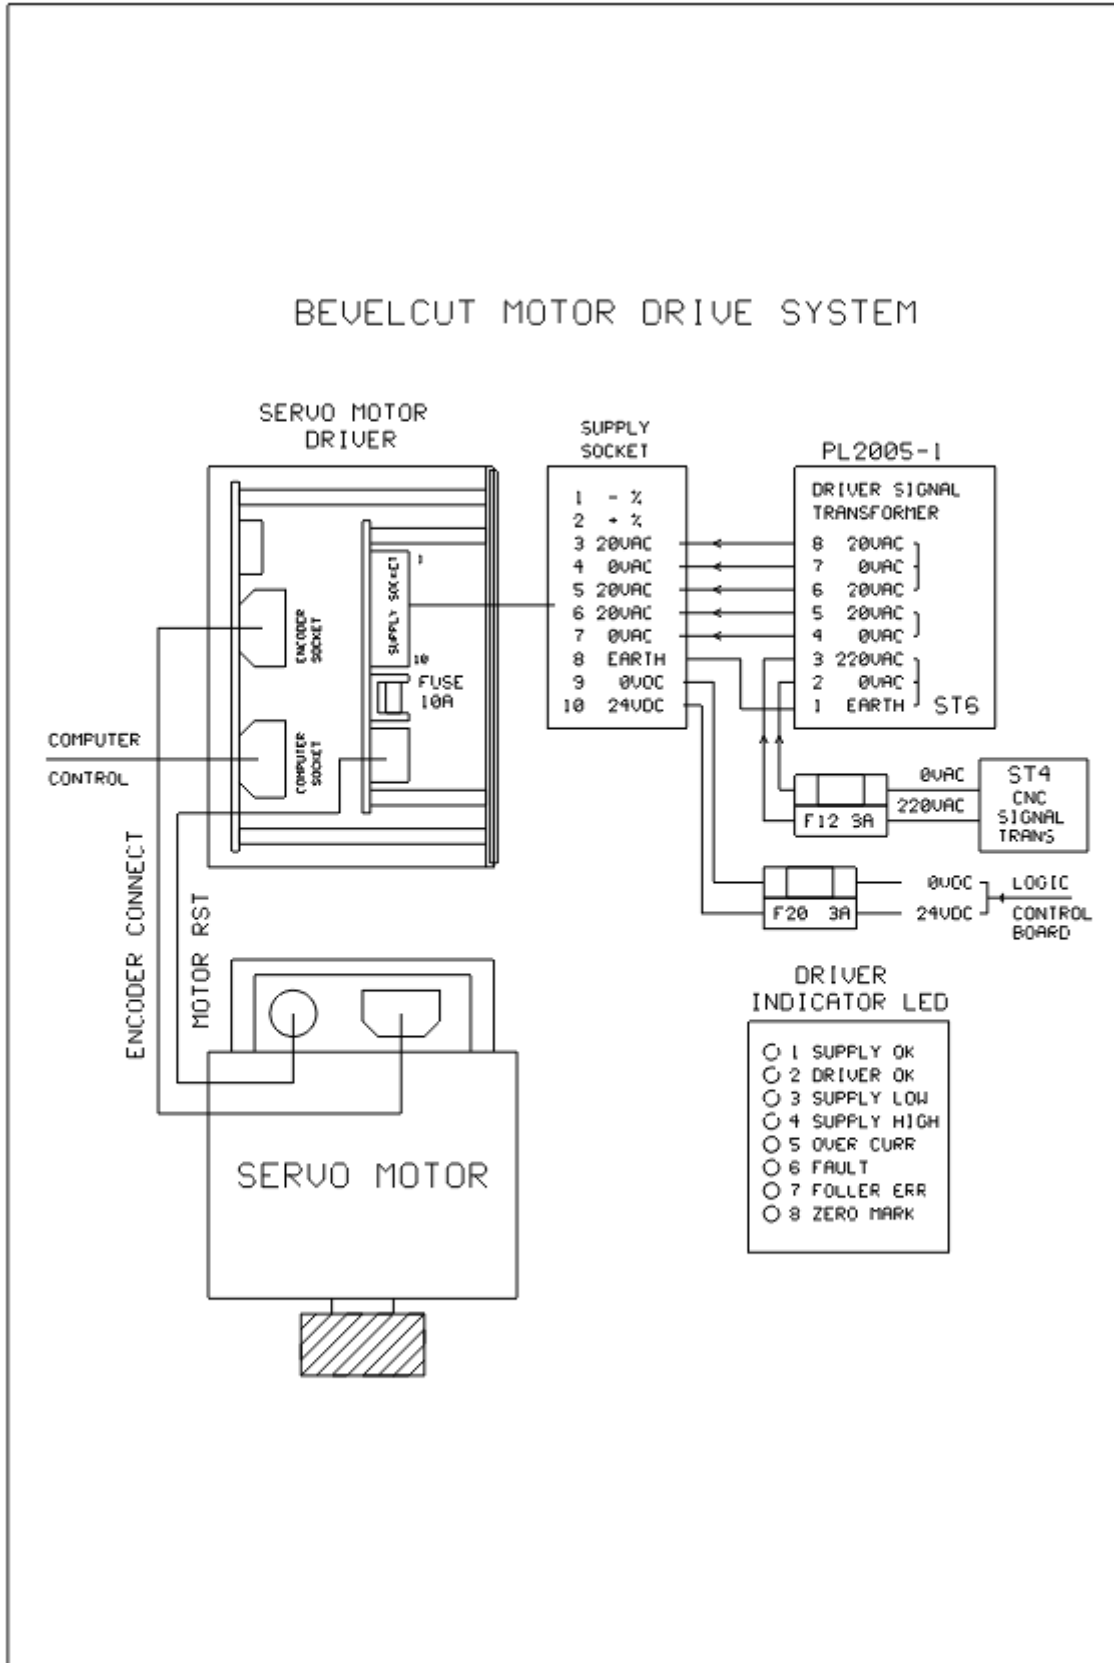 BEVELCUT MOTOR DRIVE SYSTEM
SERVO MOTOR
DRIVER
SUPPLY SOCKET
1
10
FUSE
10A
ENCODER
SOCKET
COMPUTER
SOCKET
COMPUTER
CONTROL
ENCODER CONNECT
MOTOR RST
SERVO MOTOR
SUPPLY
SOCKET
1 - %
2 + %
3 20VAC
4 0VAC
5 20VAC
6 20VAC
7 0VAC
8 EARTH
9 0VDC
10 24VDC
PL2005-1
DRIVER SIGNAL
TRANSFORMER
8 20VAC
7 0VAC
6 20VAC
5 20VAC
4 0VAC
3 220VAC
2 0VAC
1 EARTH
ST6
0VAC
220VAC
F12 3A
ST4
CNC
SIGNAL
TRANS
F20 3A
0VDC
24VDC
LOGIC
CONTROL
BOARD
DRIVER
INDICATOR LED
1 SUPPLY OK
2 DRIVER OK
3 SUPPLY LOW
4 SUPPLY HIGH
5 OVER CURR
6 FAULT
7 FOLLER ERR
8 ZERO MARK